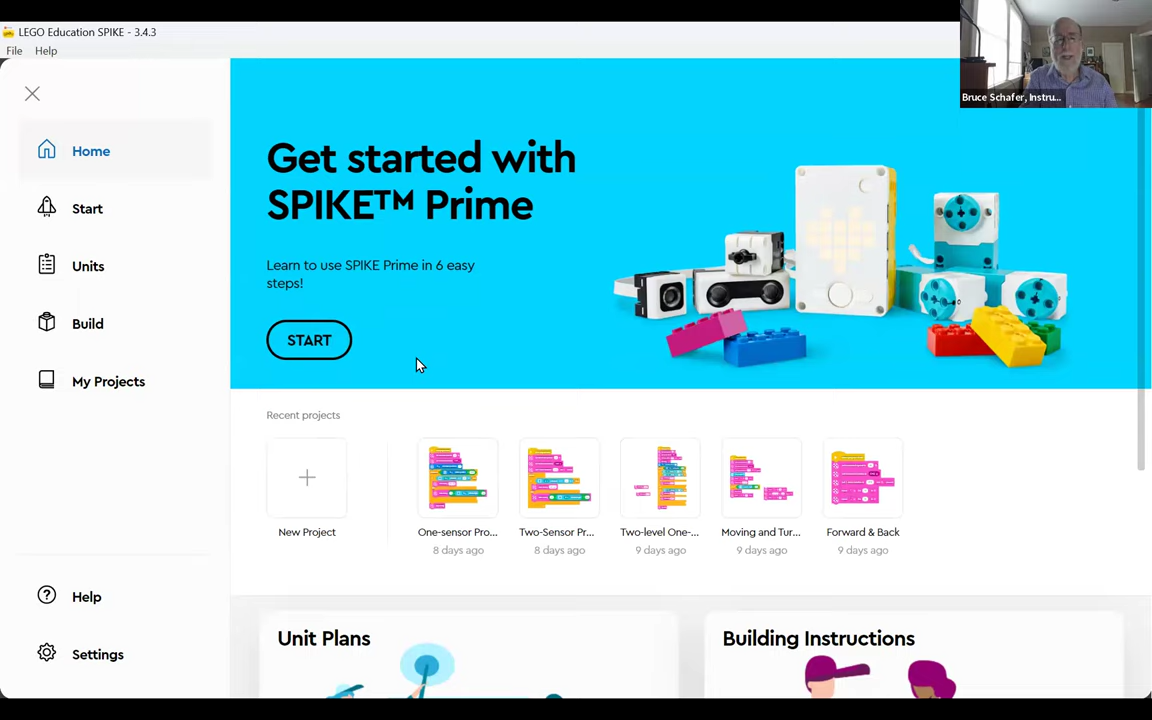 LEGO Education SPIKE - 3.4.3
File Help
Bruce Schafer, Instru...
Home
Start
Units
Build
My Projects
Help
Settings
Get started with
SPIKE™ Prime
Learn to use SPIKE Prime in 6 easy
steps!
START
Recent projects
New Project
One-sensor Pro...
8 days ago
Two-Sensor Pr...
8 days ago
Two-level One-...
9 days ago
Moving and Tur...
9 days ago
Forward & Back
9 days ago
Unit Plans
Building Instructions